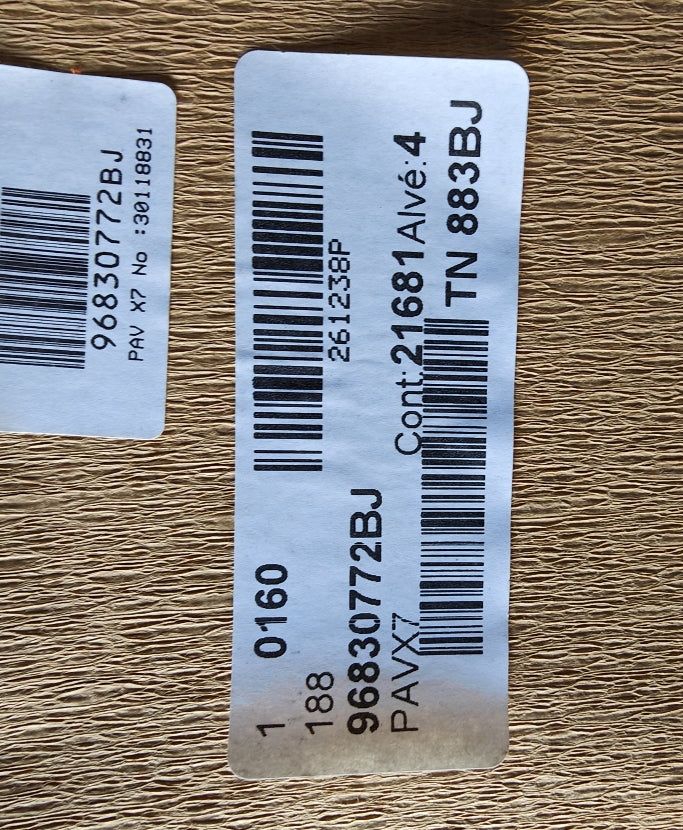 96830772BJ
PAV X7 No :30118831
1 0160
261238P
188
96830772BJ
PAVX7
Cont:21681Alvé:4
TN 883BJ